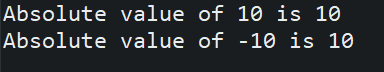 Absolute value of 10 is 10
Absolute value of -10 is 10